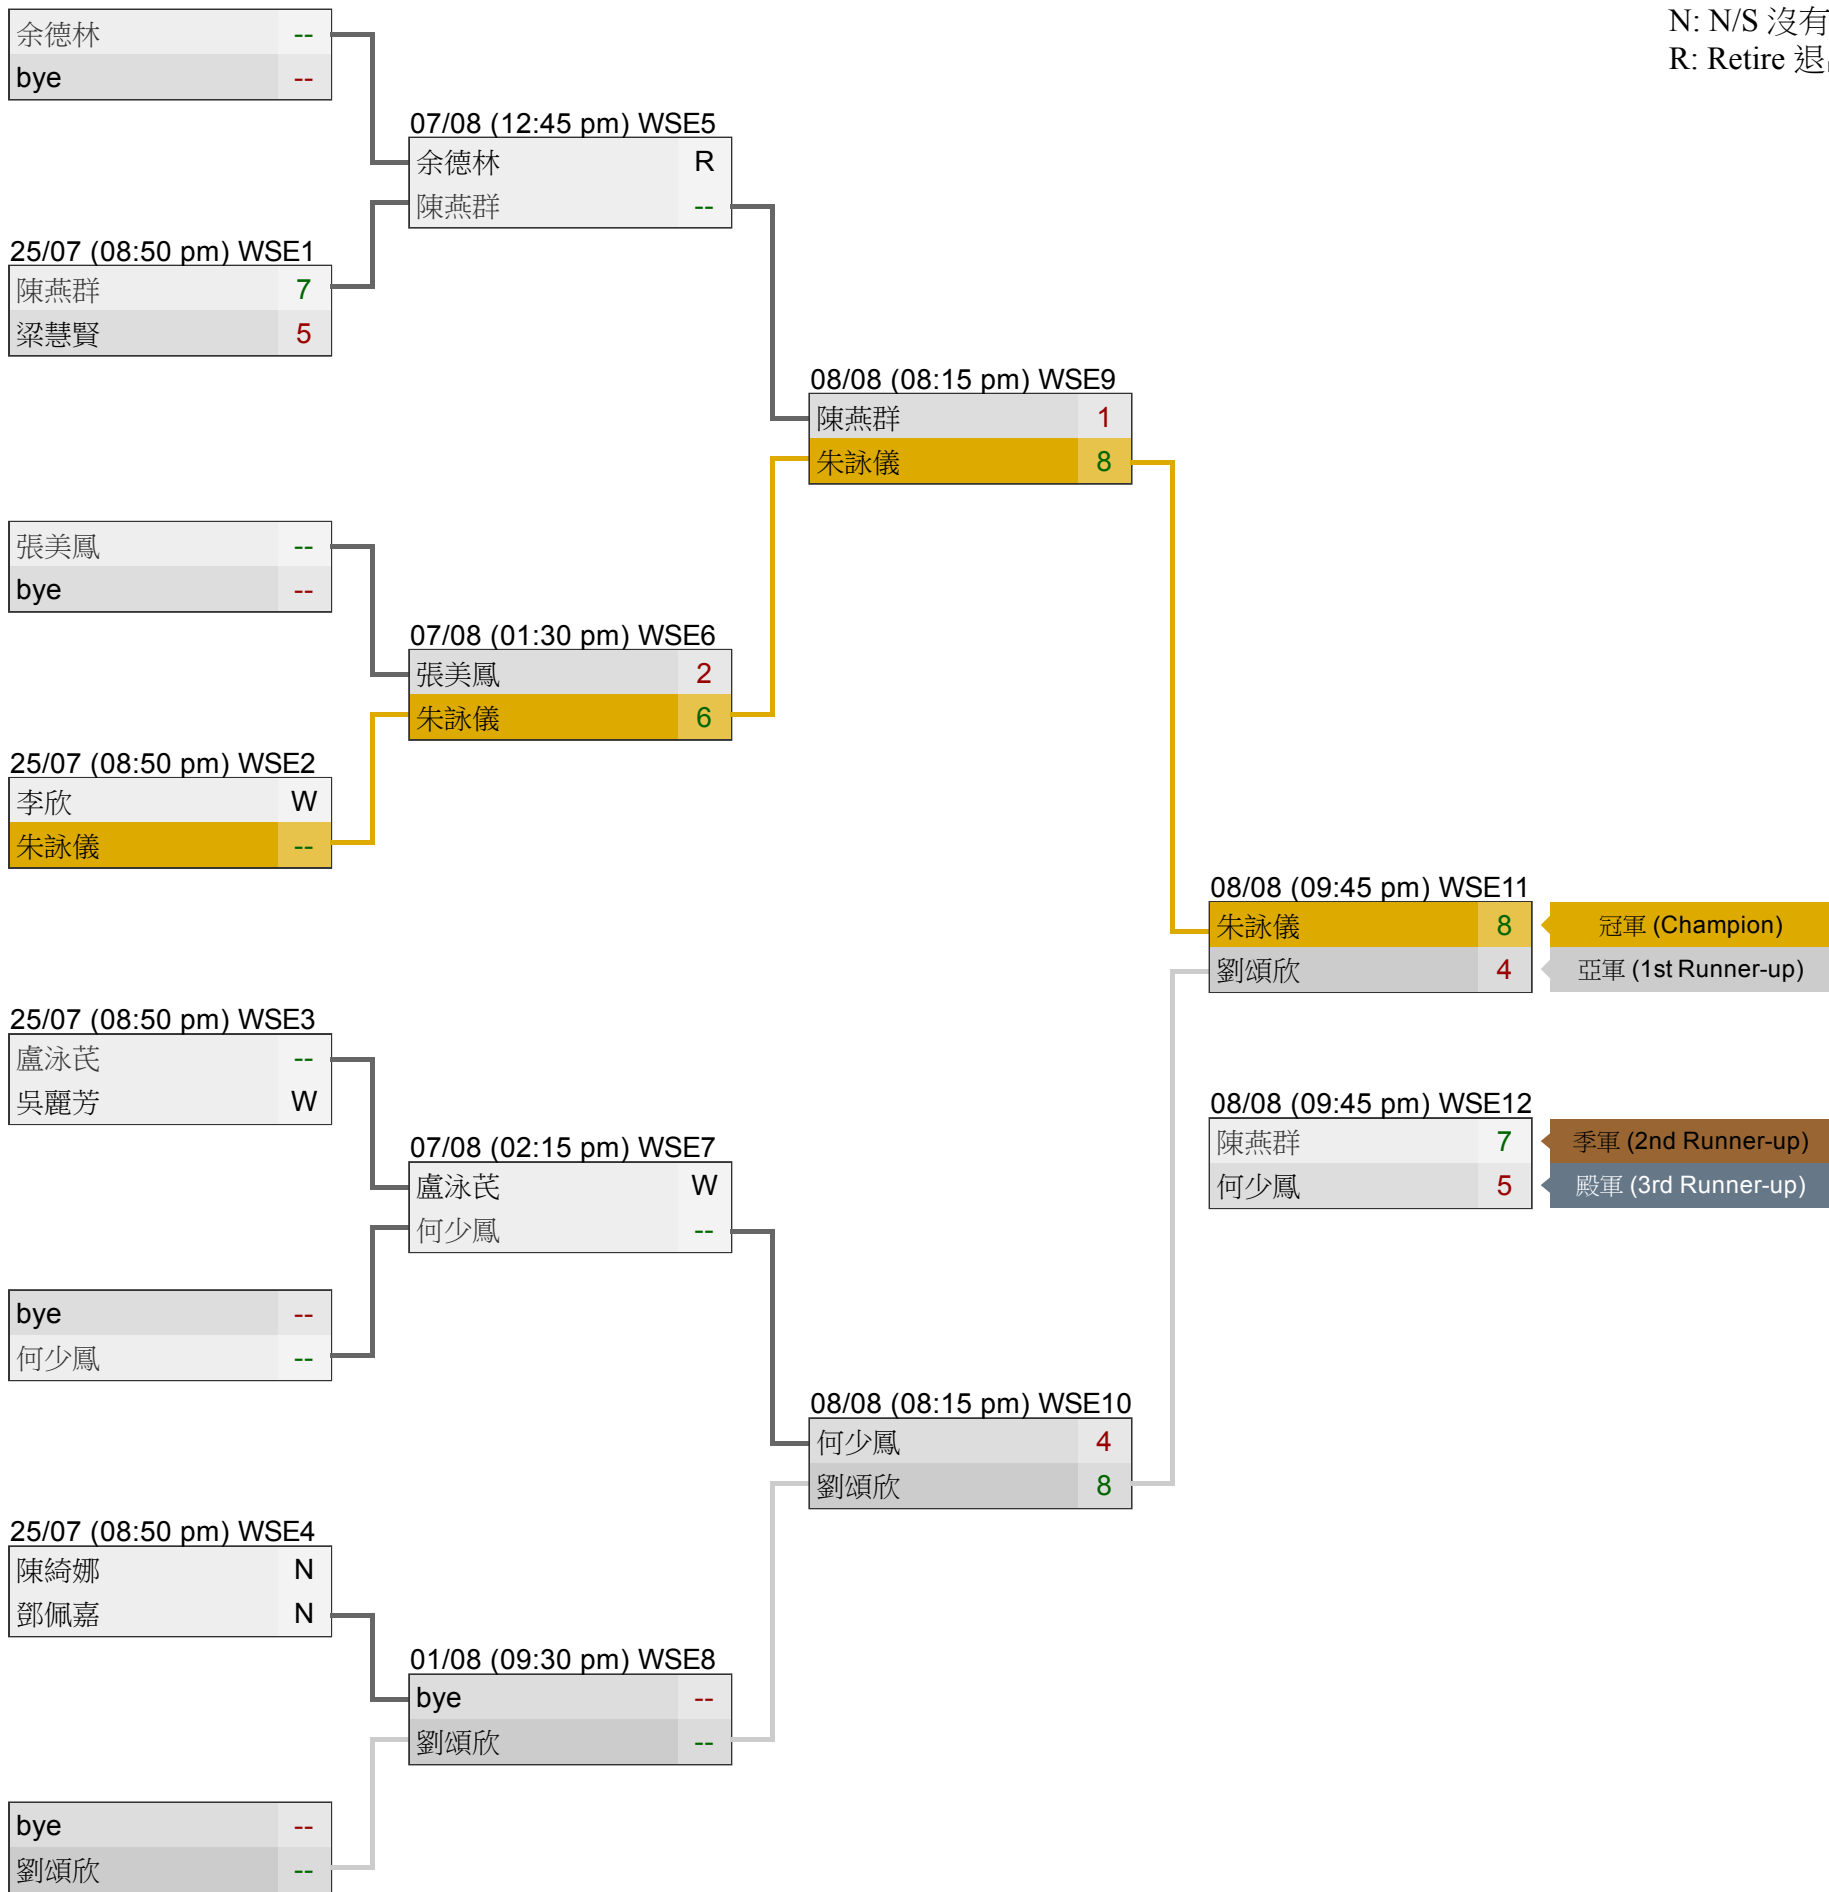 N: N/S 沒有
R: Retire 退
余德林 --
bye --
07/08 (12:45 pm) WSE5
余德林 R
陳燕群 --
25/07 (08:50 pm) WSE1
陳燕群 7
梁慧賢 5
08/08 (08:15 pm) WSE9
陳燕群 1
朱詠儀 8
張美鳳 --
bye --
07/08 (01:30 pm) WSE6
張美鳳 2
朱詠儀 6
25/07 (08:50 pm) WSE2
李欣 W
朱詠儀 --
08/08 (09:45 pm) WSE11
朱詠儀 8 冠軍 (Champion)
劉頌欣 4 亞軍 (1st Runner-up)
25/07 (08:50 pm) WSE3
盧泳芪 --
吳麗芳 W
08/08 (09:45 pm) WSE12
陳燕群 7 季軍 (2nd Runner-up)
何少鳳 5 殿軍 (3rd Runner-up)
07/08 (02:15 pm) WSE7
盧泳芪 W
何少鳳 --
bye --
何少鳳 --
08/08 (08:15 pm) WSE10
何少鳳 4
劉頌欣 8
25/07 (08:50 pm) WSE4
陳綺娜 N
鄧佩嘉 N
01/08 (09:30 pm) WSE8
bye --
劉頌欣 --
bye --
劉頌欣 --